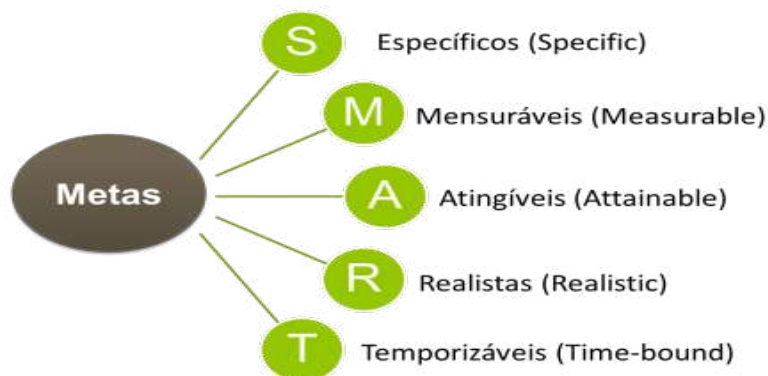 S Específicos (Specific)
M Mensuráveis (Measurable)
Metas
A Atingíveis (Attainable)
R Realistas (Realistic)
T Temporizáveis (Time-bound)